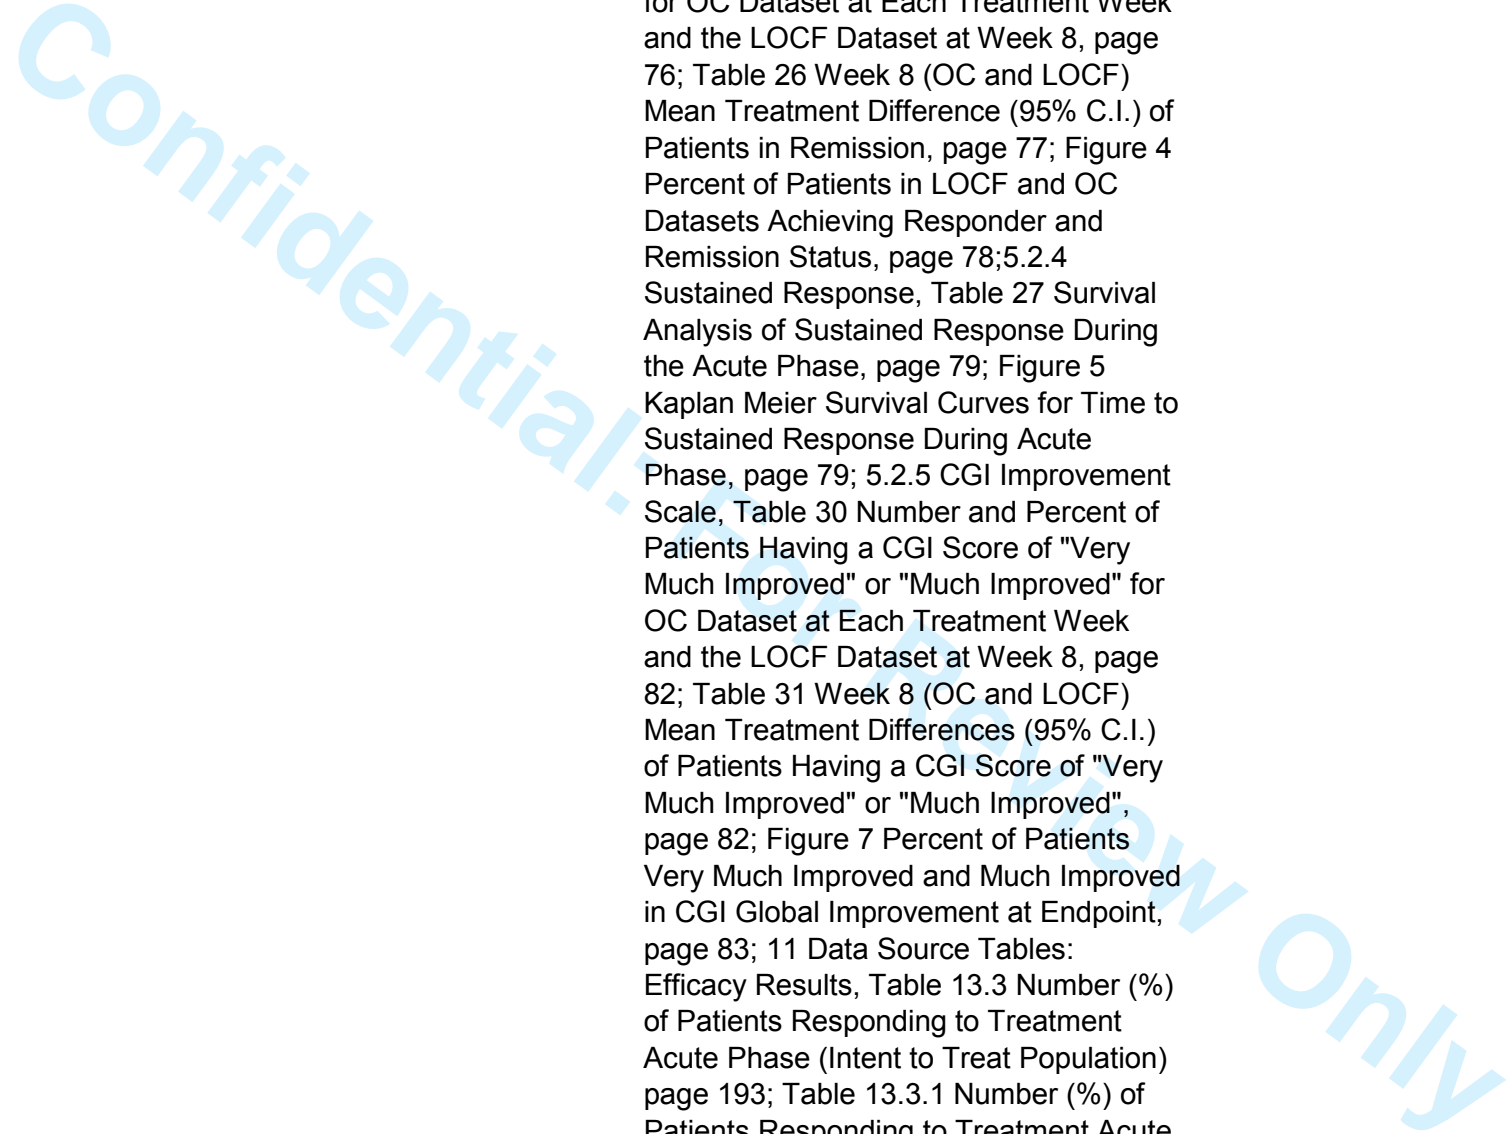 for OC Dataset at Each Treatment Week
and the LOCF Dataset at Week 8, page
76; Table 26 Week 8 (OC and LOCF)
Mean Treatment Difference (95% C.I.) of
Patients in Remission, page 77; Figure 4
Percent of Patients in LOCF and OC
Datasets Achieving Responder and
Remission Status, page 78;5.2.4
Sustained Response, Table 27 Survival
Analysis of Sustained Response During
the Acute Phase, page 79; Figure 5
Kaplan Meier Survival Curves for Time to
Sustained Response During Acute
Phase, page 79; 5.2.5 CGI Improvement
Scale, Table 30 Number and Percent of
Patients Having a CGI Score of "Very
Much Improved" or "Much Improved" for
OC Dataset at Each Treatment Week
and the LOCF Dataset at Week 8, page
82; Table 31 Week 8 (OC and LOCF)
Mean Treatment Differences (95% C.I.)
of Patients Having a CGI Score of "Very
Much Improved" or "Much Improved",
page 82; Figure 7 Percent of Patients
Very Much Improved and Much Improved
in CGI Global Improvement at Endpoint,
page 83; 11 Data Source Tables:
Efficacy Results, Table 13.3 Number (%)
of Patients Responding to Treatment
Acute Phase (Intent to Treat Population)
page 193; Table 13.3.1 Number (%) of
Patients Responding to Treatment Acute
Confidential: For Review Only